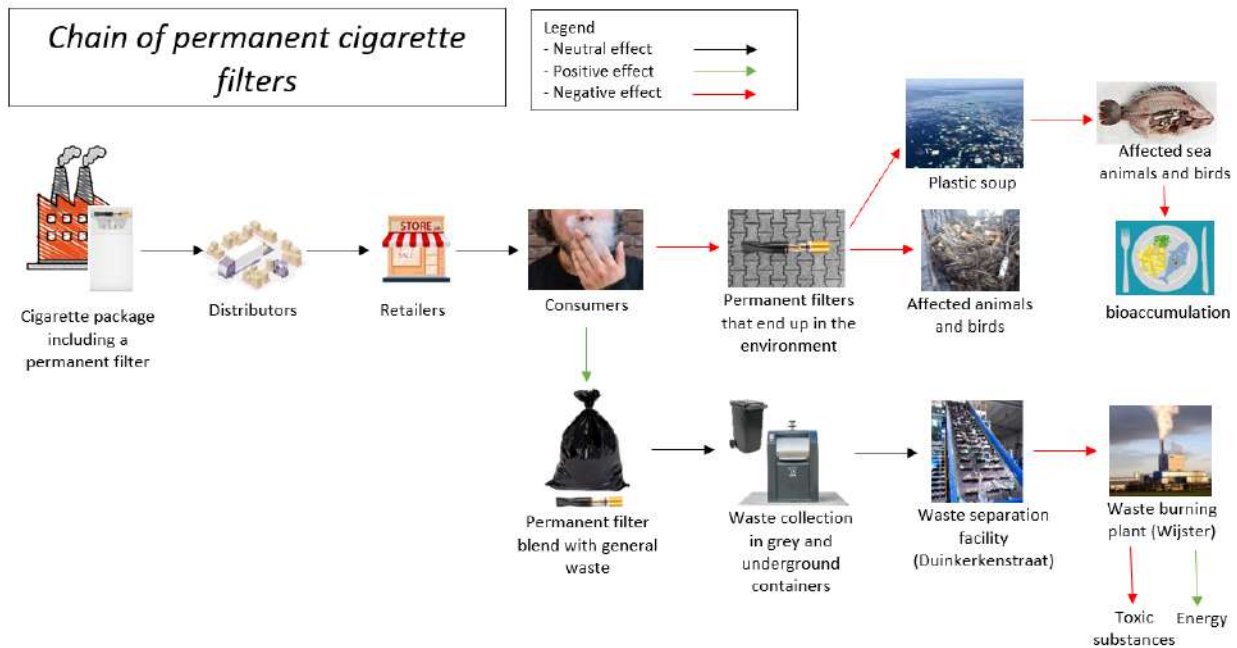 Chain of permanent cigarette
filters
Legend
- Neutral effect
- Positive effect
- Negative effect
Plastic soup
Affected sea
animals and birds
STORE
SALE
Cigarette package
including a
permanent filter
Distributors
Retailers
Consumers
Permanent filters
that end up in the
environment
Affected animals
and birds
bioaccumulation
Permanent filter
blend with general
waste
Waste collection
in grey and
underground
containers
Waste separation
facility
(Duinkerkenstraat)
Waste burning
plant (Wijster)
Toxic
substances
Energy